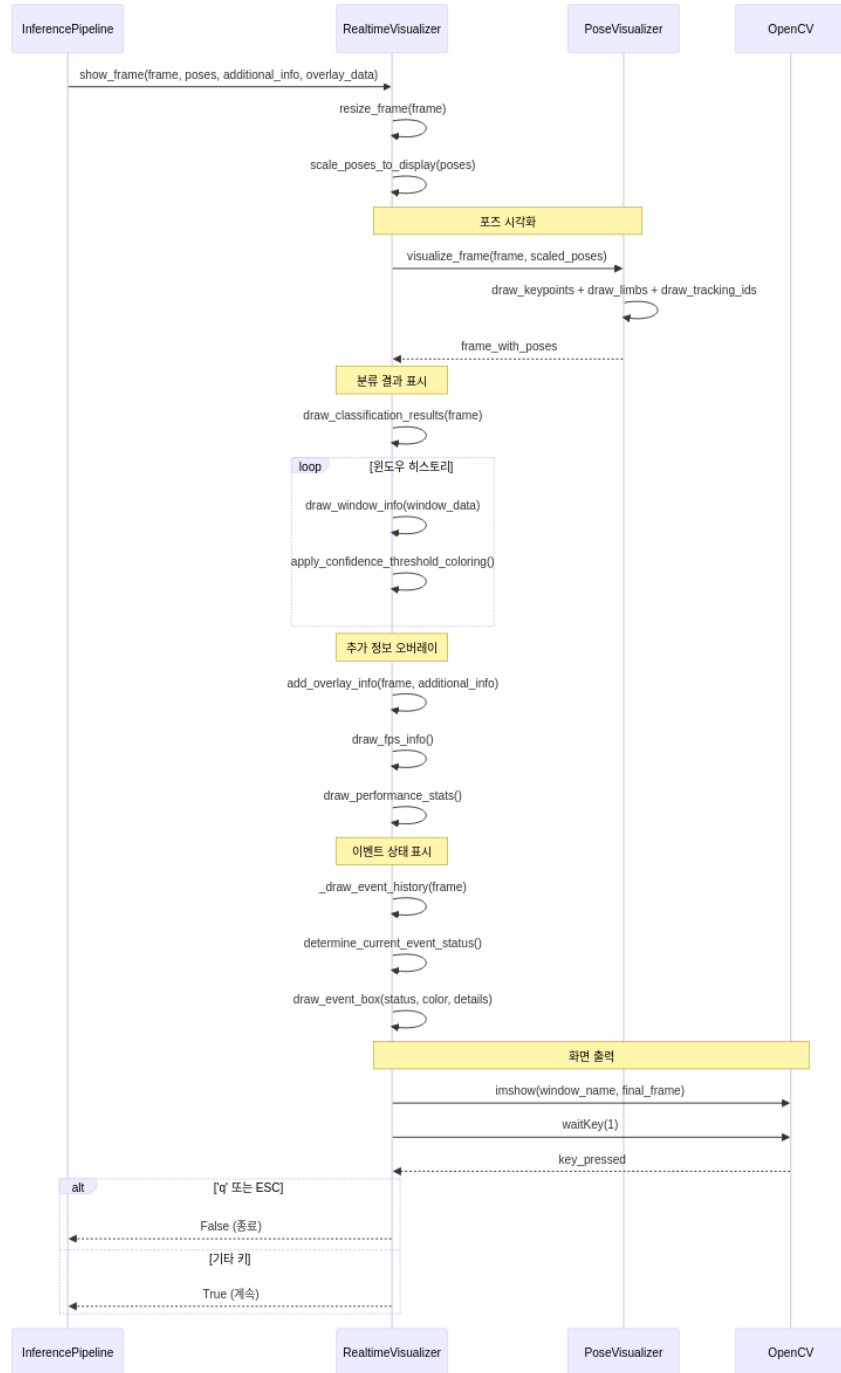 InferencePipeline
RealtimeVisualizer
PoseVisualizer
OpenCV
show_frame(frame, poses, additional_info, overlay_data)
resize_frame(frame)
scale_poses_to_display(poses)
포즈 시각화
visualize_frame(frame, scaled_poses)
draw_keypoints + draw_limbs + draw_tracking_ids
frame_with_poses
분류 결과 표시
draw_classification_results(frame)
loop
[윈도우 히스토리]
draw_window_info(window_data)
apply_confidence_threshold_coloring()
추가 정보 오버레이
add_overlay_info(frame, additional_info)
draw_fps_info()
draw_performance_stats()
이벤트 상태 표시
_draw_event_history(frame)
determine_current_event_status()
draw_event_box(status, color, details)
화면 출력
imshow(window_name, final_frame)
waitKey(1)
key_pressed
alt
['q' 또는 ESC]
False (종료)
[기타 키]
True (계속)
InferencePipeline
RealtimeVisualizer
PoseVisualizer
OpenCV